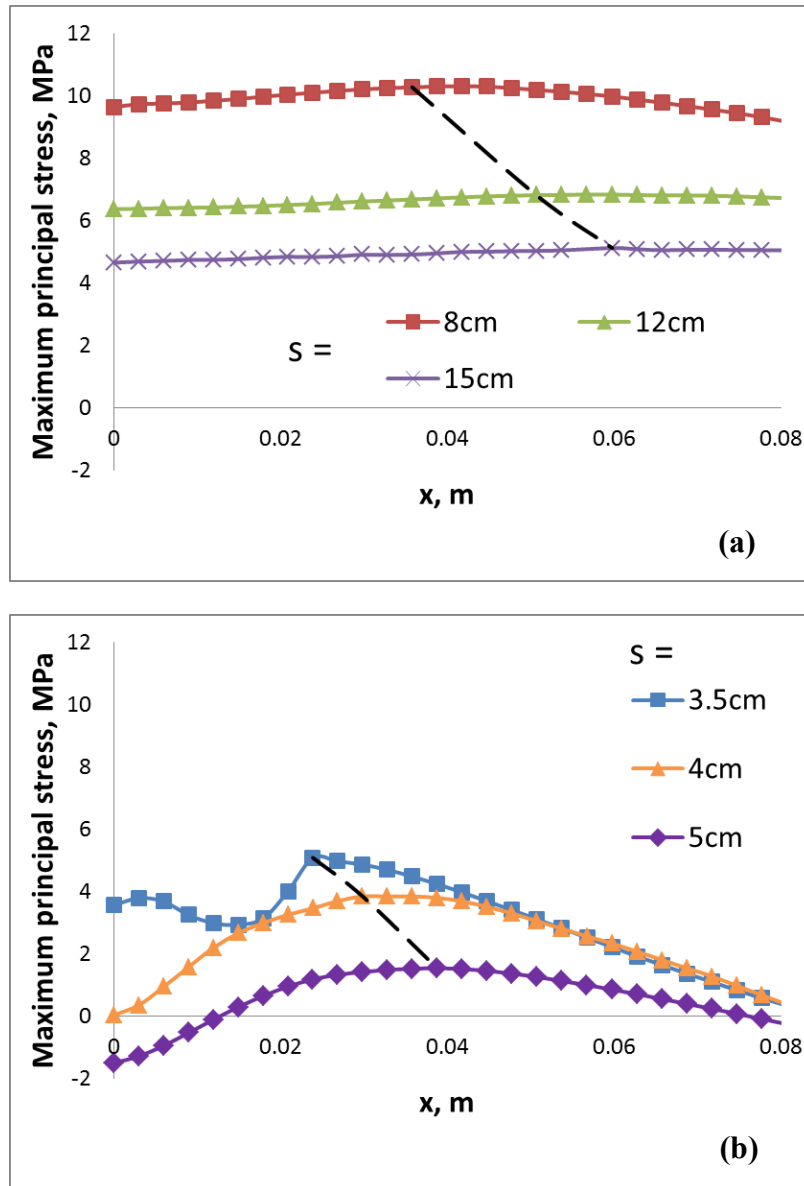 12
10
8
6
4
2
0
-2
Maximum principal stress, MPa
0 0.02 0.04 0.06 0.08
x, m
s =
8cm 12cm
15cm
(a)
12
10
8
6
4
2
0
-2
Maximum principal stress, MPa
0 0.02 0.04 0.06 0.08
x, m
s =
3.5cm
4cm
5cm
(b)